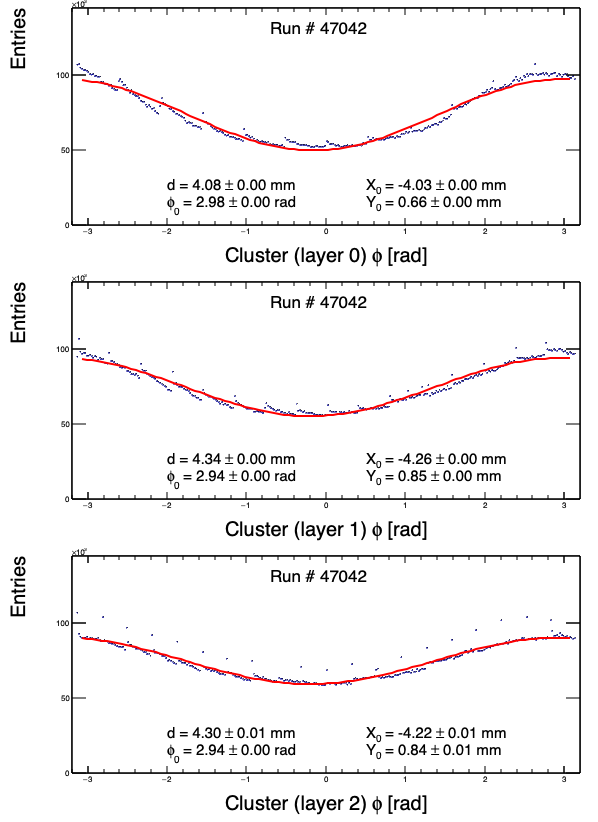 ×10²
Entries
Run # 47042
100
50
0
d = 4.08 ± 0.00 mm
X0 = -4.03 ± 0.00 mm
ϕ0 = 2.98 ± 0.00 rad
Y0 = 0.66 ± 0.00 mm
−3 −2 −1 0 1 2 3
Cluster (layer 0) ϕ [rad]
×10²
Entries
Run # 47042
100
50
0
d = 4.34 ± 0.00 mm
X0 = -4.26 ± 0.00 mm
ϕ0 = 2.94 ± 0.00 rad
Y0 = 0.85 ± 0.00 mm
−3 −2 −1 0 1 2 3
Cluster (layer 1) ϕ [rad]
×10²
Entries
Run # 47042
100
50
0
d = 4.30 ± 0.01 mm
X0 = -4.22 ± 0.01 mm
ϕ0 = 2.94 ± 0.00 rad
Y0 = 0.84 ± 0.01 mm
−3 −2 −1 0 1 2 3
Cluster (layer 2) ϕ [rad]